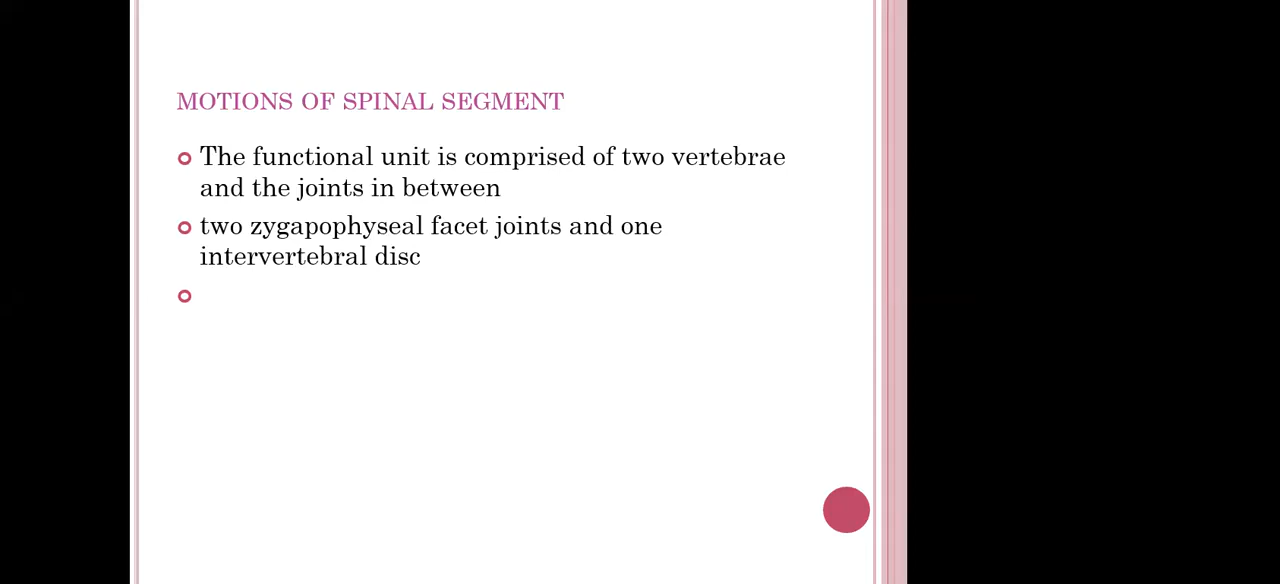 MOTIONS OF SPINAL SEGMENT
The functional unit is comprised of two vertebrae
and the joints in between
two zygapophyseal facet joints and one
intervertebral disc